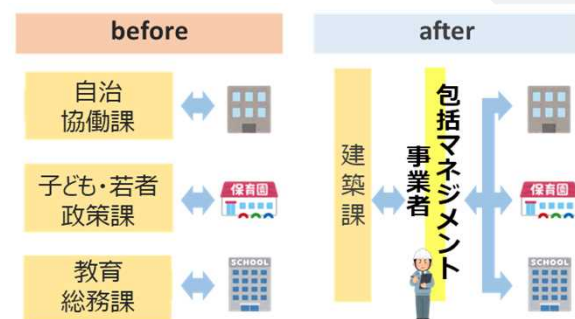 before
自治
協働課
子ども・若者
政策課
保育園
教育
総務課
SCHOOL
after
建築課
包括マネジメント
事業者
保育園
SCHOOL